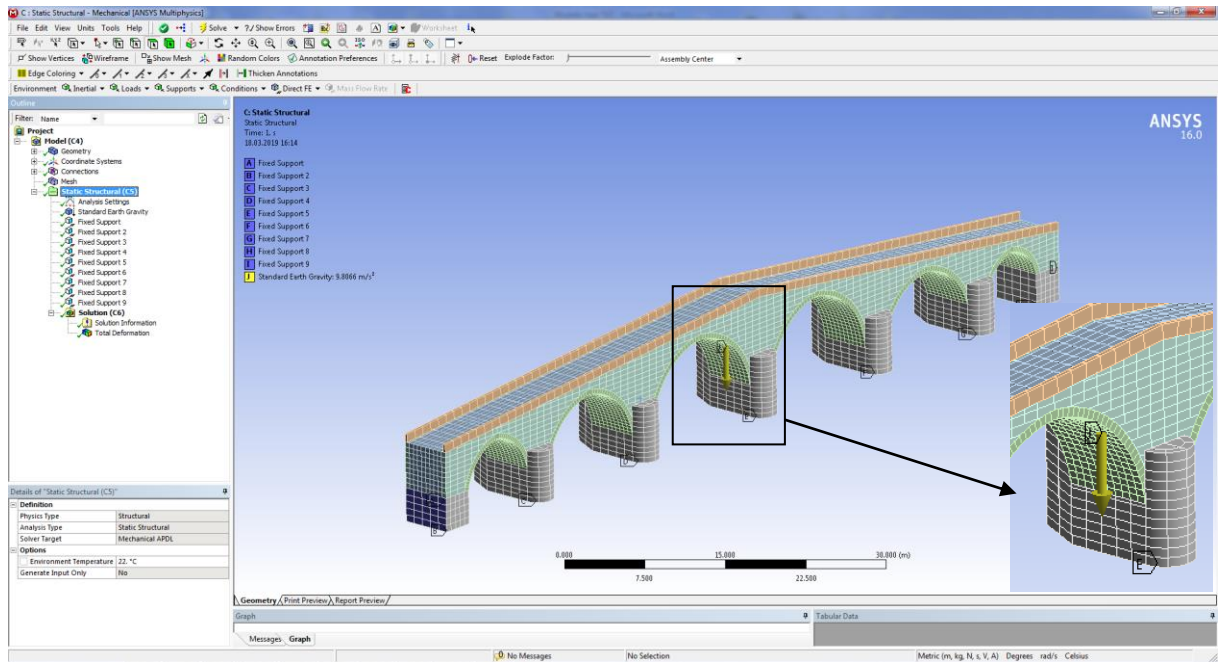 C : Static Structural - Mechanical [ANSYS Multiphysics]
File Edit View Units Tools Help Solve ?/ Show Errors Worksheet
Show Vertices Wireframe Show Mesh Random Colors Annotation Preferences Reset Explode Factor: Assembly Center
Edge Coloring Thicken Annotations
Environment Inertial Loads Supports Conditions Direct FE Mass Flow Rate
Outline
Filter: Name
Project
Model (C4)
Geometry
Coordinate Systems
Connections
Mesh
Static Structural (C5)
Analysis Settings
Standard Earth Gravity
Fixed Support
Fixed Support 2
Fixed Support 3
Fixed Support 4
Fixed Support 5
Fixed Support 6
Fixed Support 7
Fixed Support 8
Fixed Support 9
Solution (C6)
Solution Information
Total Deformation
Details of "Static Structural (C5)"
Definition
Physics Type Structural
Analysis Type Static Structural
Solver Target Mechanical APDL
Options
Environment Temperature 22. °C
Generate Input Only No
C: Static Structural
Static Structural
Time: 1. s
18.03.2019 16:14
A Fixed Support
B Fixed Support 2
C Fixed Support 3
D Fixed Support 4
E Fixed Support 5
F Fixed Support 6
G Fixed Support 7
H Fixed Support 8
I Fixed Support 9
J Standard Earth Gravity: 9.8066 m/s²
ANSYS
16.0
B
C
D
E
F
G
E
0.000 15.000 30.000 (m)
7.500 22.500
Geometry Print Preview Report Preview
Graph
Messages Graph
Tabular Data
No Messages No Selection Metric (m, kg, N, s, V, A) Degrees rad/s Celsius